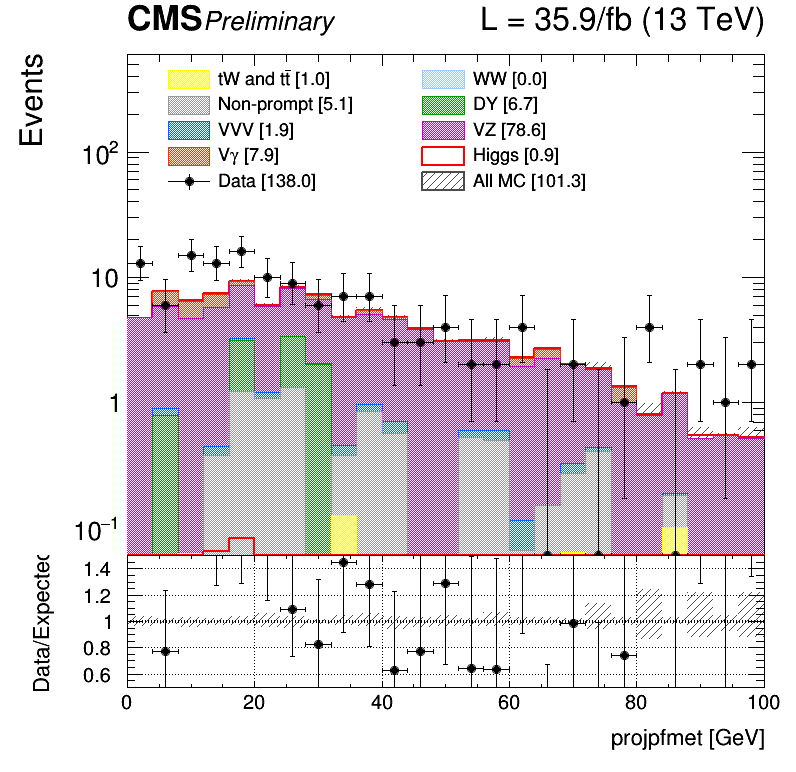 CMS Preliminary L = 35.9/fb (13 TeV)
Events
tW and tt̄ [1.0] WW [0.0]
Non-prompt [5.1] DY [6.7]
VVV [1.9] VZ [78.6]
Vγ [7.9] Higgs [0.9]
Data [138.0] All MC [101.3]
10²
10
1
10⁻¹
Data/Expected
1.4
1.2
1
0.8
0.6
0 20 40 60 80 100
projpfmet [GeV]